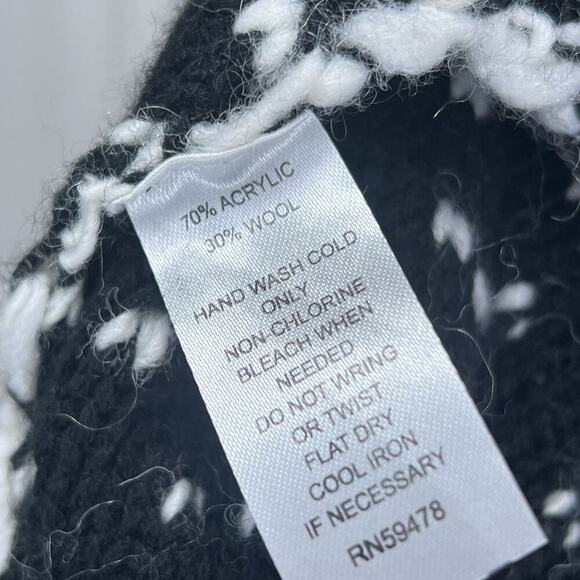 70% ACRYLIC
30% WOOL
HAND WASH COLD
ONLY
NON-CHLORINE
BLEACH WHEN
NEEDED
DO NOT WRING
OR TWIST
FLAT DRY
COOL IRON
IF NECESSARY
RN59478